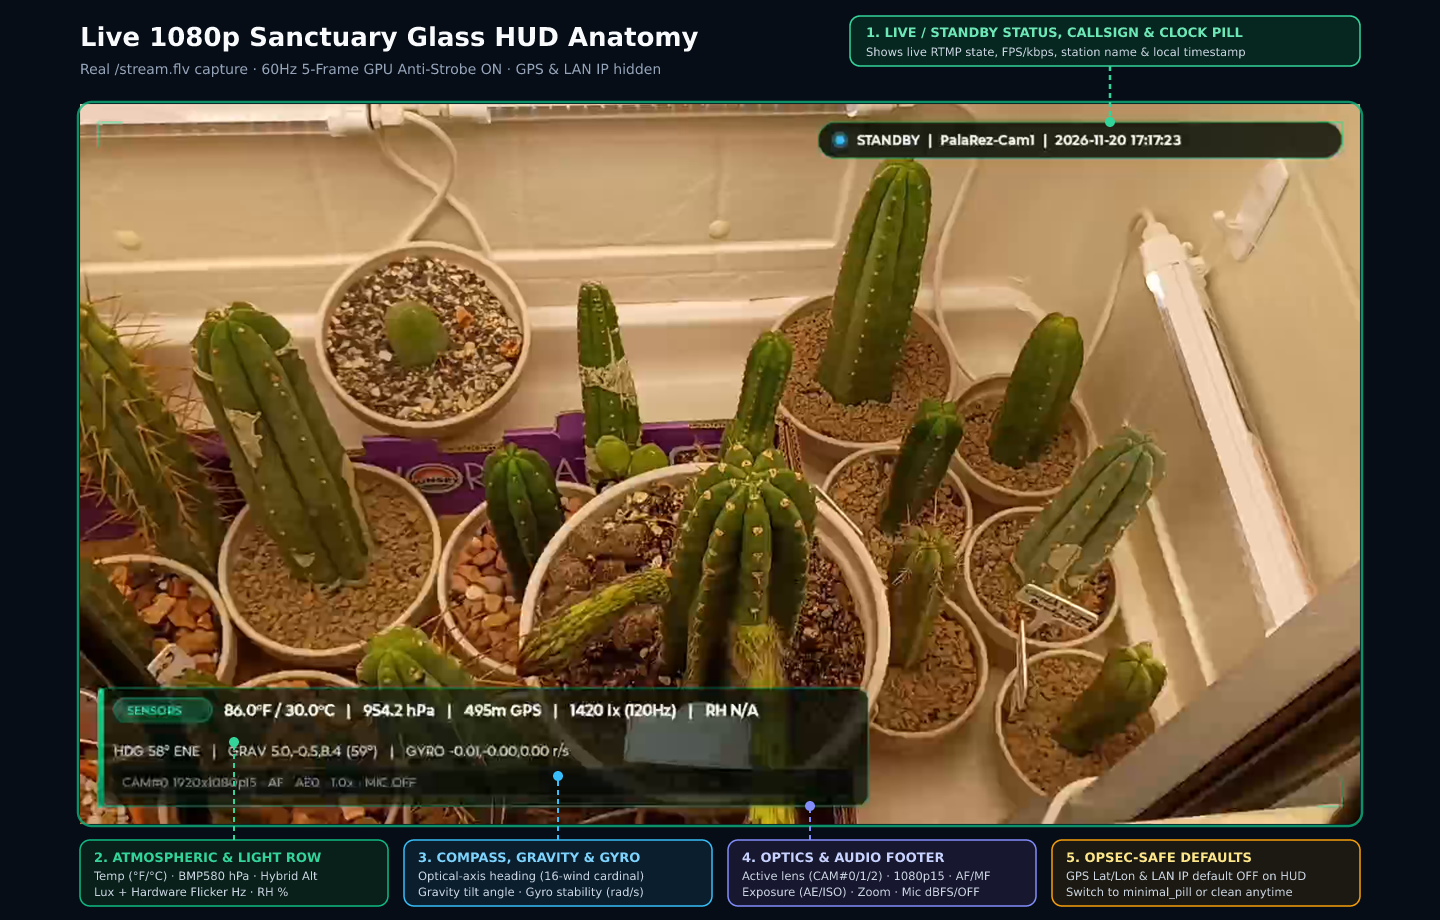 Live 1080p Sanctuary Glass HUD Anatomy
Real /stream.flv capture · 60Hz 5-Frame GPU Anti-Strobe ON · GPS & LAN IP hidden
1. LIVE / STANDBY STATUS, CALLSIGN & CLOCK PILL
Shows live RTMP state, FPS/kbps, station name & local timestamp
STANDBY | PalaRez-Cam1 | 2026-11-20 17:17:23
SENSORS 86.0°F / 30.0°C | 954.2 hPa | 495m GPS | 1420 lx (120Hz) | RH N/A
HDG 58° ENE | GRAV 5.0,-0.5,8.4 (59°) | GYRO -0.01,-0.00,0.00 r/s
CAM#0 1920x1080p15 · AF AE0 · 1.0x · MIC OFF
2. ATMOSPHERIC & LIGHT ROW
Temp (°F/°C) · BMP580 hPa · Hybrid Alt
Lux + Hardware Flicker Hz · RH %
3. COMPASS, GRAVITY & GYRO
Optical-axis heading (16-wind cardinal)
Gravity tilt angle · Gyro stability (rad/s)
4. OPTICS & AUDIO FOOTER
Active lens (CAM#0/1/2) · 1080p15 · AF/MF
Exposure (AE/ISO) · Zoom · Mic dBFS/OFF
5. OPSEC-SAFE DEFAULTS
GPS Lat/Lon & LAN IP default OFF on HUD
Switch to minimal_pill or clean anytime